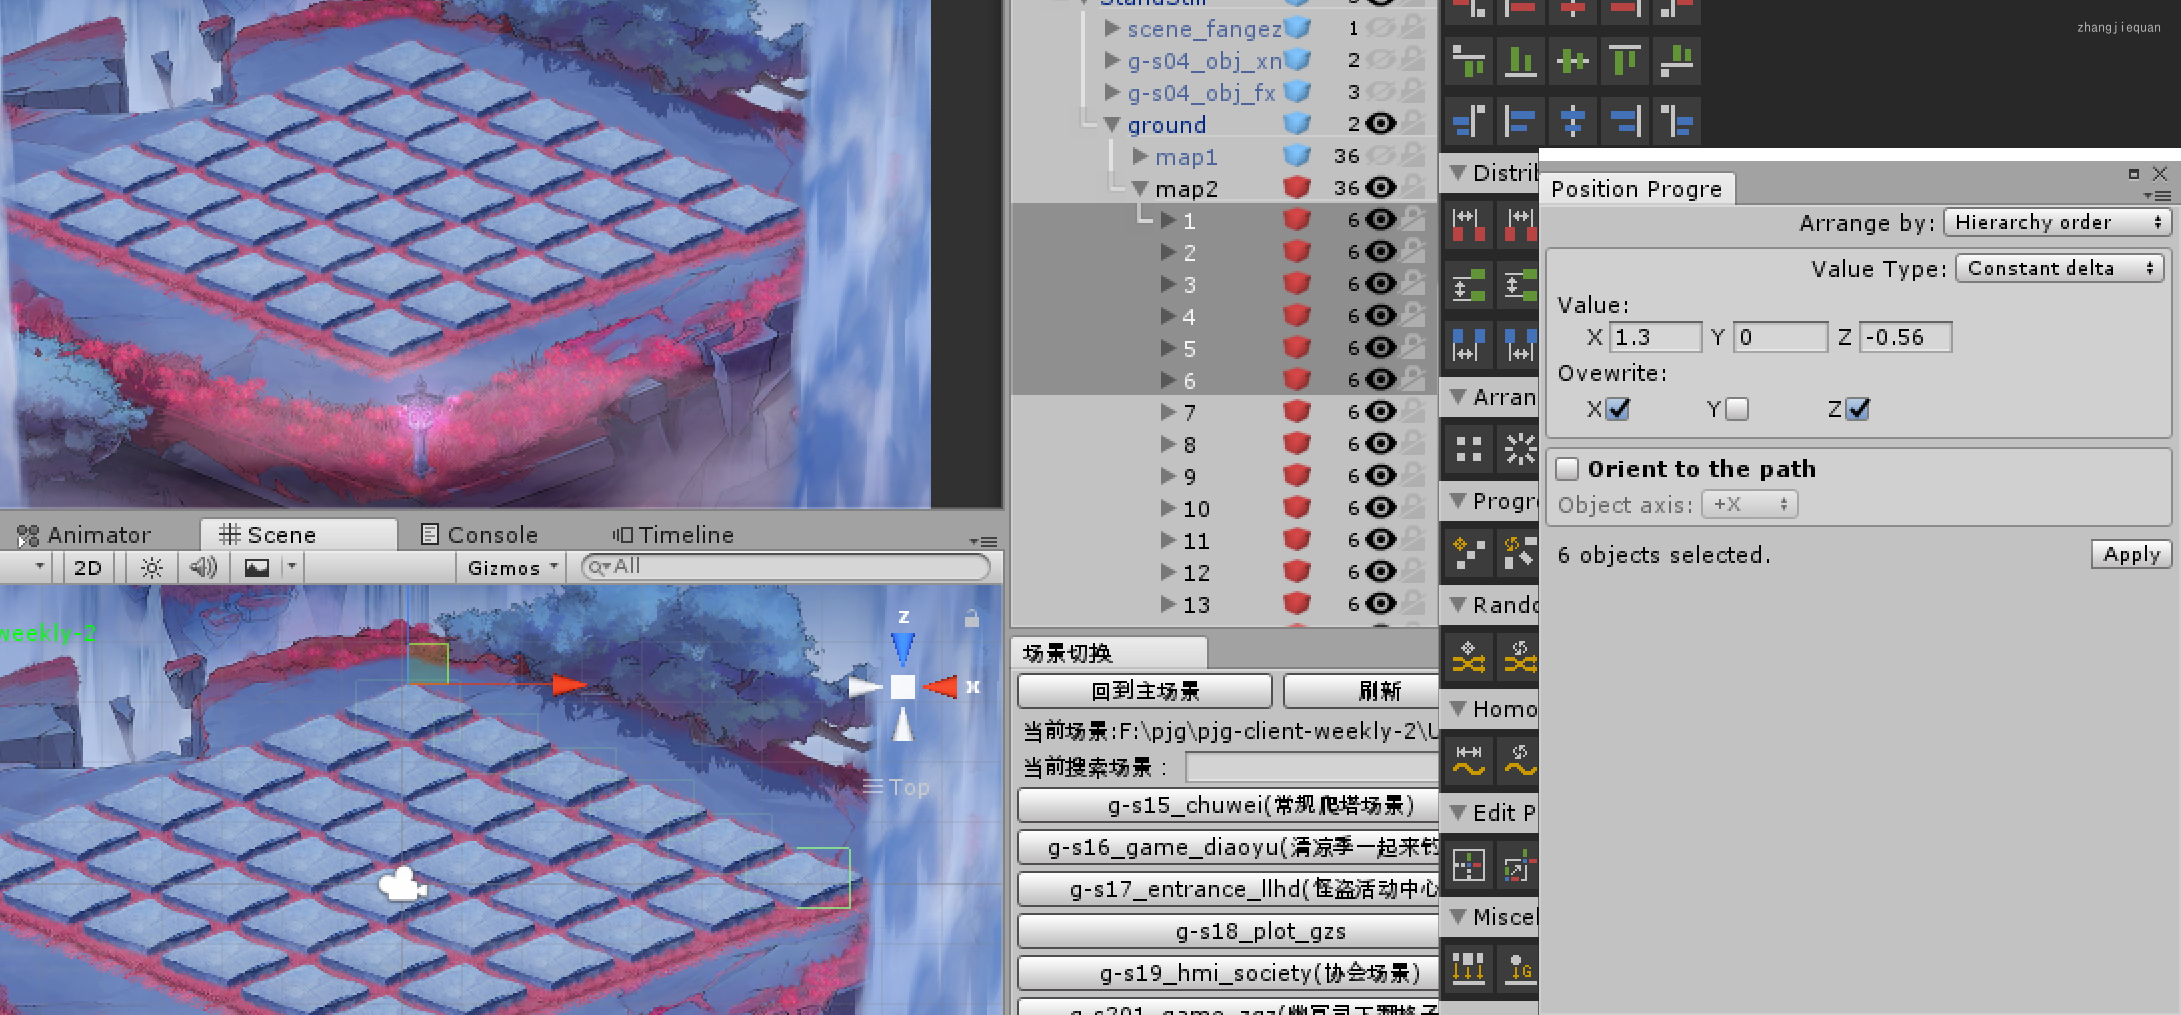 StandStill
scene_fangez 1
g-s04_obj_xn 2
g-s04_obj_fx 3
ground 2
map1 36
map2 36
1 6
2 6
3 6
4 6
5 6
6 6
7 6
8 6
9 6
10 6
11 6
12 6
13 6
zhangjiequan
Distrib
Arran
Progre
Rando
Homo
Edit P
Miscel
Position Progre
Arrange by: Hierarchy order
Value Type: Constant delta
Value:
X 1.3 Y 0 Z -0.56
Ovewrite:
X Y Z
Orient to the path
Object axis: +X
6 objects selected.
Apply
Animator
Scene
Console
Timeline
2D
Gizmos
All
weekly-2
z
x
Top
场景切换
回到主场景
刷新
当前场景:F:\pjg\pjg-client-weekly-2\U
当前搜索场景：
g-s15_chuwei(常规爬塔场景)
g-s16_game_diaoyu(清凉季一起来钓
g-s17_entrance_llhd(怪盗活动中心
g-s18_plot_gzs
g-s19_hmi_society(协会场景)